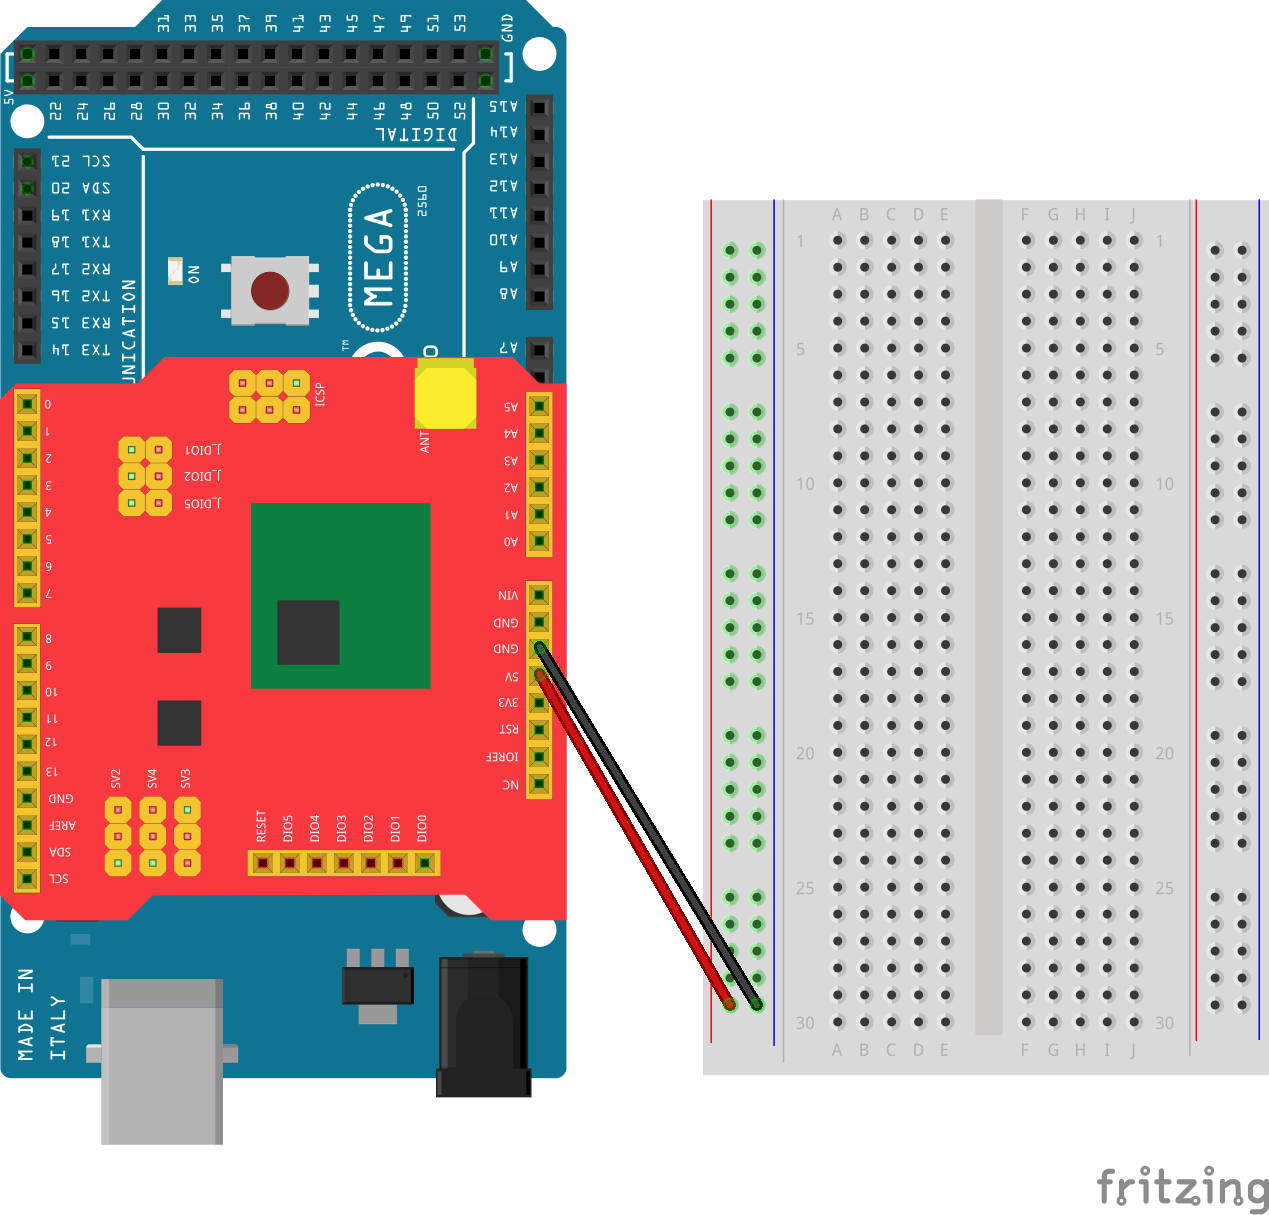 31 33 35 37 39 41 43 45 47 49 51 53 GND
5V
22 24 26 28 30 32 34 36 38 40 42 44 46 48 50 52
DIGITAL
A15
A14
A13
A12
A11
A10
A9
A8
A7
SCL 21
SDA 20
RX1 19
TX1 18
RX2 17
TX2 16
RX3 15
TX3 14
UNICATION
ON
MEGA
2560
TM
O
ICSP
ANT
0
1
2
3
4
5
6
7
J_DIO1
J_DIO2
J_DIO5
A5
A4
A3
A2
A1
A0
VIN
GND
GND
5V
3V3
RST
IOREF
NC
8
9
10
11
12
13
GND
AREF
SDA
SCL
SV2 SV4 SV3
RESET DIO5 DIO4 DIO3 DIO2 DIO1 DIO0
MADE IN
ITALY
A B C D E F G H I J
1 1
5 5
10 10
15 15
20 20
25 25
30 30
A B C D E F G H I J
fritzing